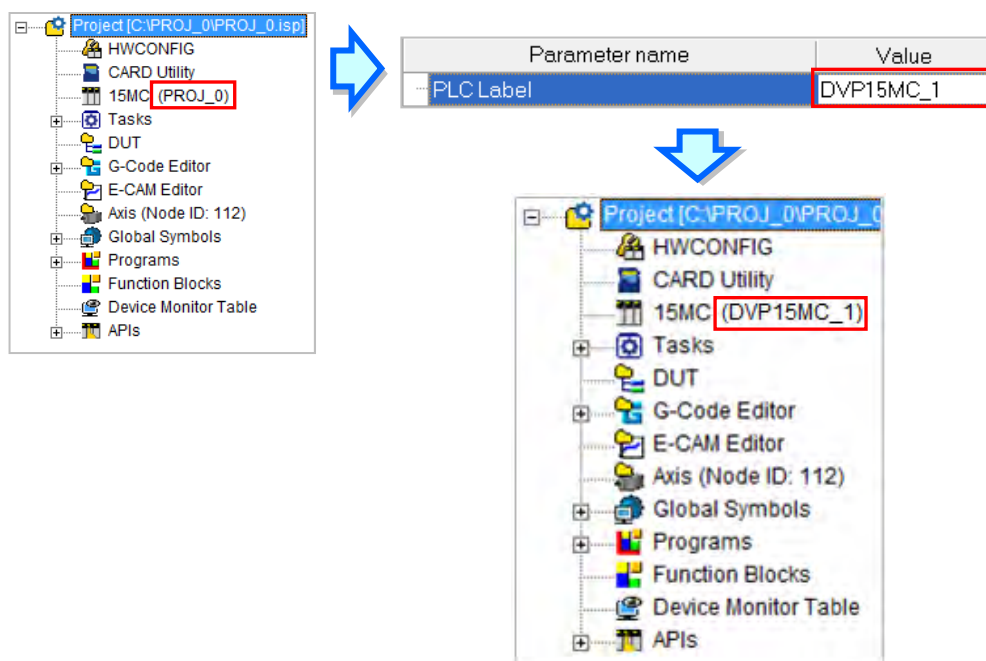 Project [C:\PROJ_0\PROJ_0.isp]
HWCONFIG
CARD Utility
15MC (PROJ_0)
Tasks
DUT
G-Code Editor
E-CAM Editor
Axis (Node ID: 112)
Global Symbols
Programs
Function Blocks
Device Monitor Table
APIs
Parameter name Value
PLC Label DVP15MC_1
Project [C:\PROJ_0\PROJ_0
HWCONFIG
CARD Utility
15MC (DVP15MC_1)
Tasks
DUT
G-Code Editor
E-CAM Editor
Axis (Node ID: 112)
Global Symbols
Programs
Function Blocks
Device Monitor Table
APIs